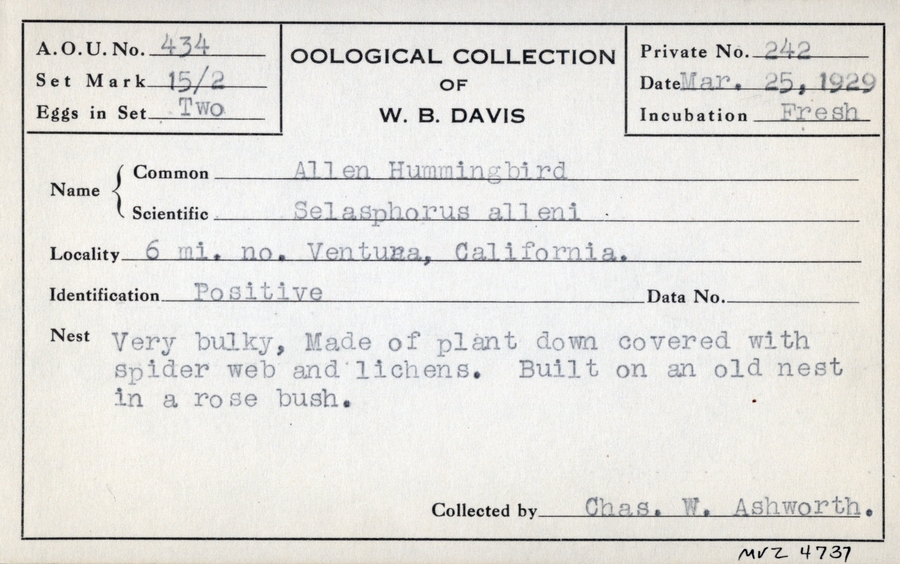 A.O.U. No. 434
Set Mark 15/2
Eggs in Set Two
OOLOGICAL COLLECTION
OF
W. B. DAVIS
Private No. 242
Date Mar. 25, 1929
Incubation Fresh
Name
Common Allen Hummingbird
Scientific Selasphorus alleni
Locality 6 mi. no. Ventura, California.
Identification Positive Data No.
Nest Very bulky, Made of plant down covered with
spider web and lichens. Built on an old nest
in a rose bush.
Collected by Chas. W. Ashworth.
MVZ 4737